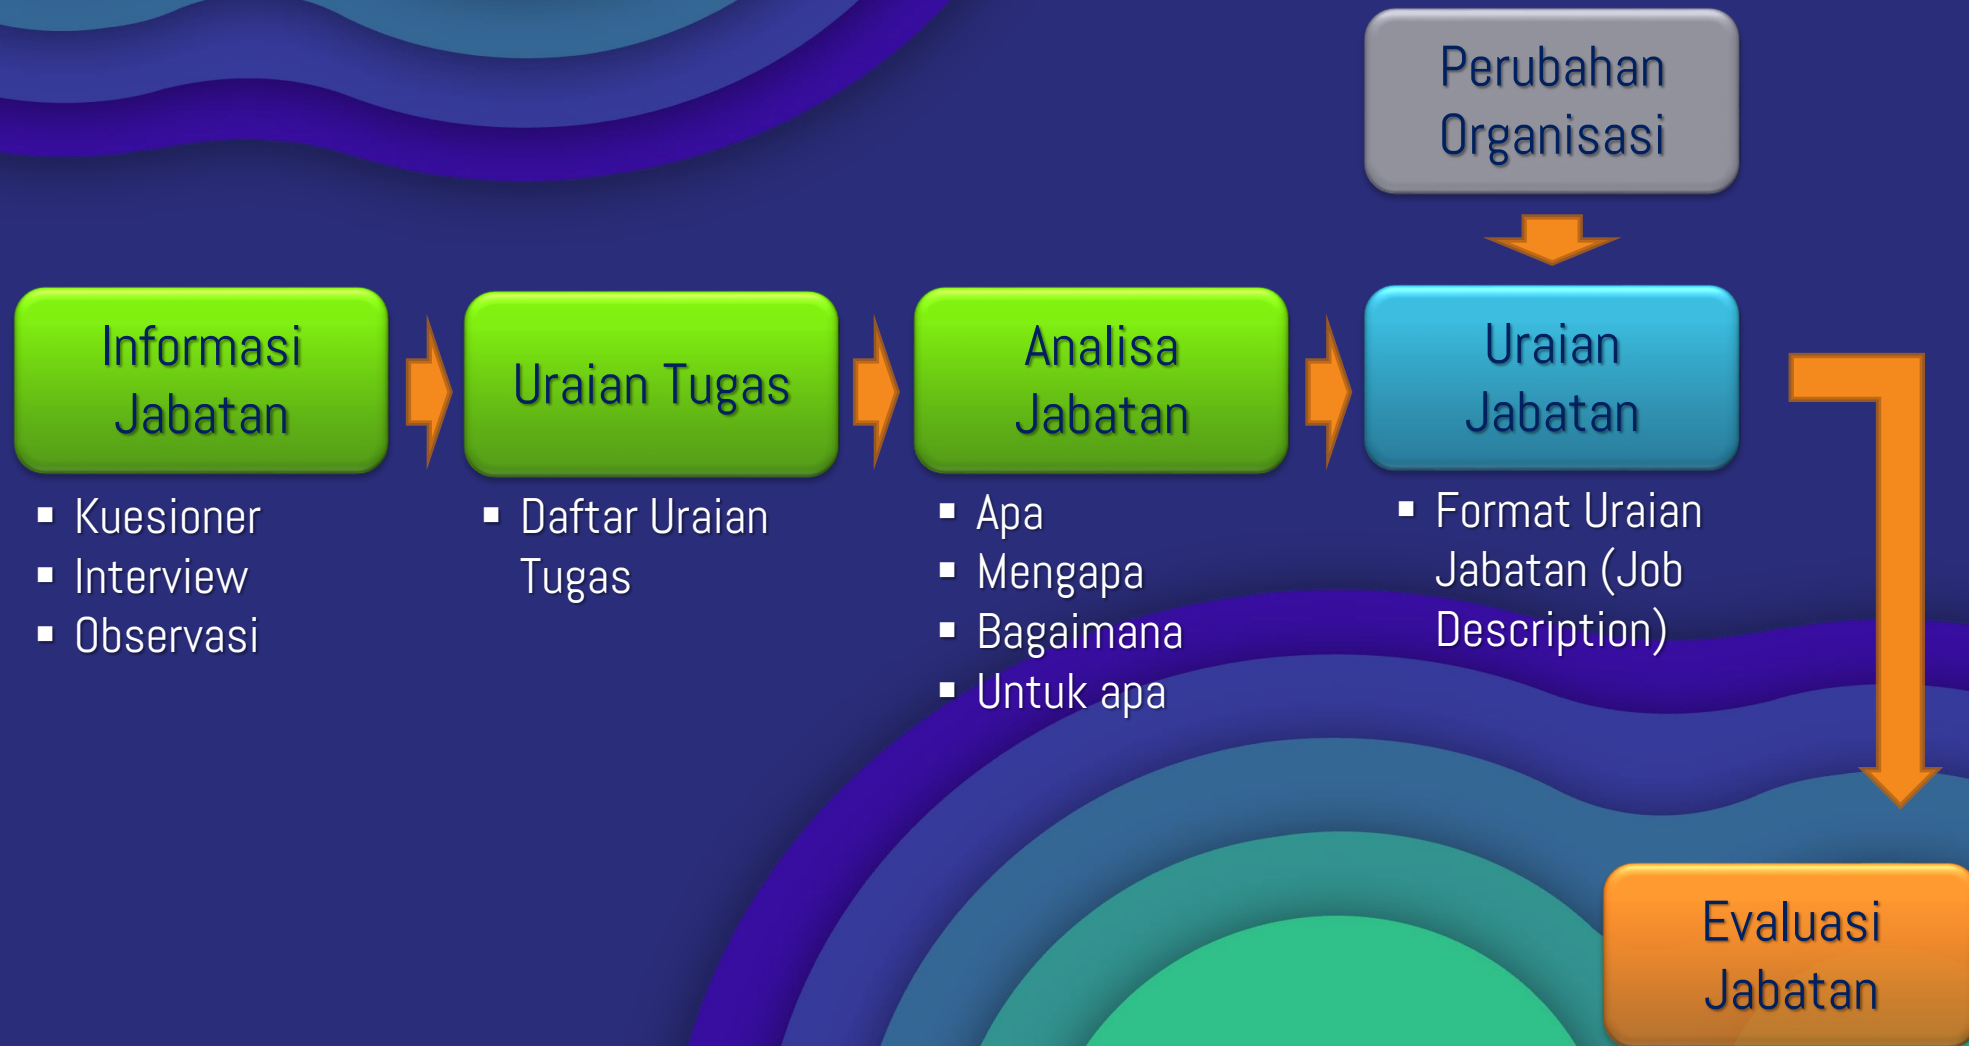 Perubahan
Organisasi
Informasi
Jabatan
Uraian Tugas
Analisa
Jabatan
Uraian
Jabatan
▪ Kuesioner
▪ Interview
▪ Observasi
▪ Daftar Uraian
Tugas
▪ Apa
▪ Mengapa
▪ Bagaimana
▪ Untuk apa
▪ Format Uraian
Jabatan (Job
Description)
Evaluasi
Jabatan